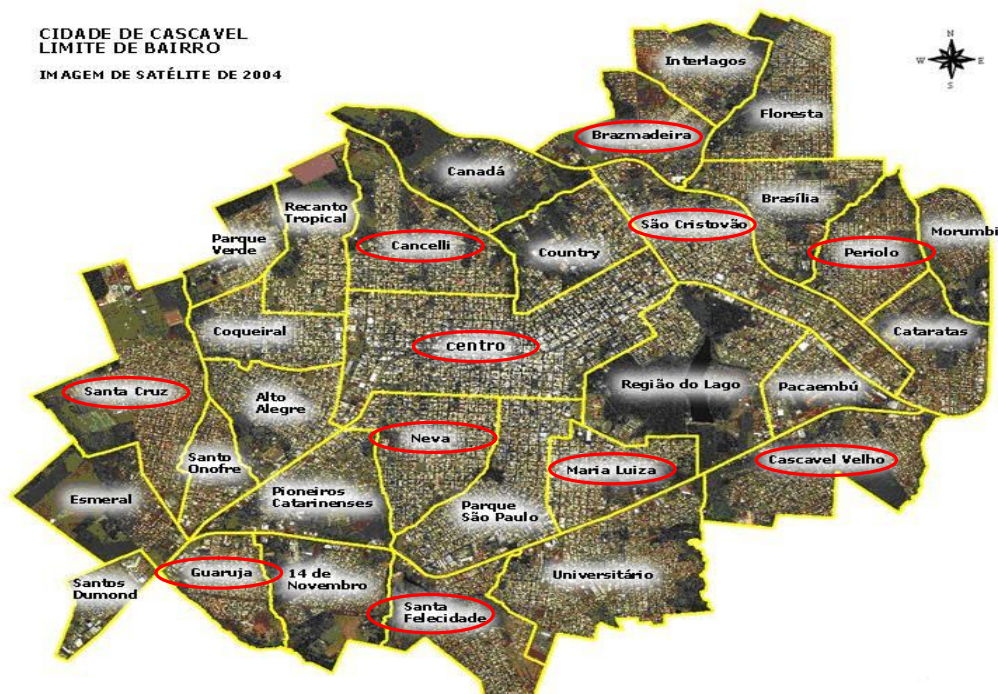 CIDADE DE CASCAVEL
LIMITE DE BAIRRO
IMAGEM DE SATÉLITE DE 2004
N
W
E
S
Interlagos
Floresta
Brazmadeira
Canadá
Brasília
Recanto
Tropical
São Cristovão
Morumbi
Parque
Verde
Cancelli
Country
Periolo
Coqueiral
centro
Cataratas
Santa Cruz
Alto
Alegre
Região do Lago
Pacaembú
Neva
Santo
Onofre
Maria Luiza
Cascavel Velho
Esmeral
Pioneiros
Catarinenses
Parque
São Paulo
Santos
Dumond
Guaruja
14 de
Novembro
Universitário
Santa
Felecidade